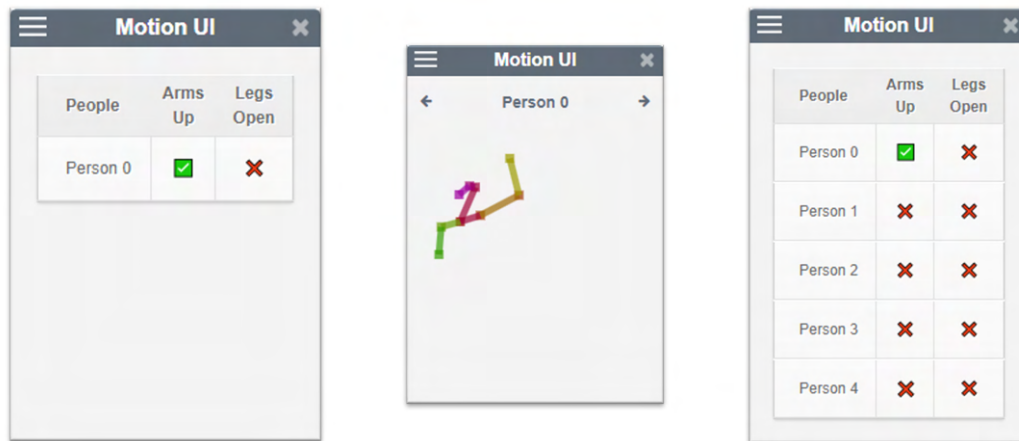 Motion UI
People Arms Up Legs Open
Person 0
Motion UI
Person 0
Motion UI
People Arms Up Legs Open
Person 0
Person 1
Person 2
Person 3
Person 4